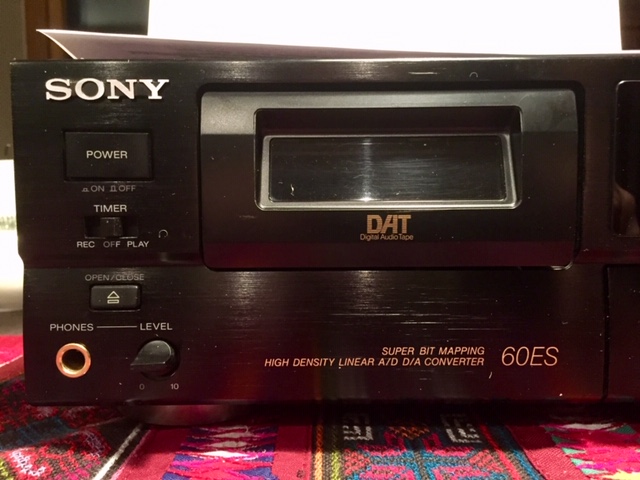 SONY
POWER
ON OFF
TIMER
REC OFF PLAY
OPEN/CLOSE
PHONES LEVEL
0 10
DAT
Digital Audio Tape
SUPER BIT MAPPING
HIGH DENSITY LINEAR A/D D/A CONVERTER
60ES